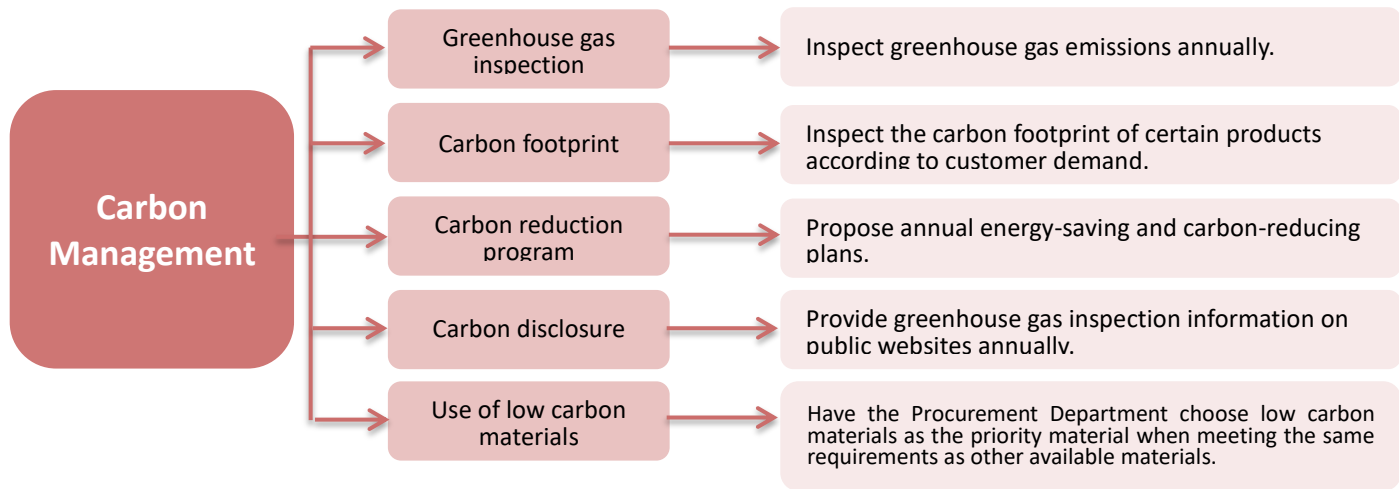 Carbon
Management
Greenhouse gas
inspection
Inspect greenhouse gas emissions annually.
Carbon footprint
Inspect the carbon footprint of certain products
according to customer demand.
Carbon reduction
program
Propose annual energy-saving and carbon-reducing
plans.
Carbon disclosure
Provide greenhouse gas inspection information on
public websites annually.
Use of low carbon
materials
Have the Procurement Department choose low carbon
materials as the priority material when meeting the same
requirements as other available materials.